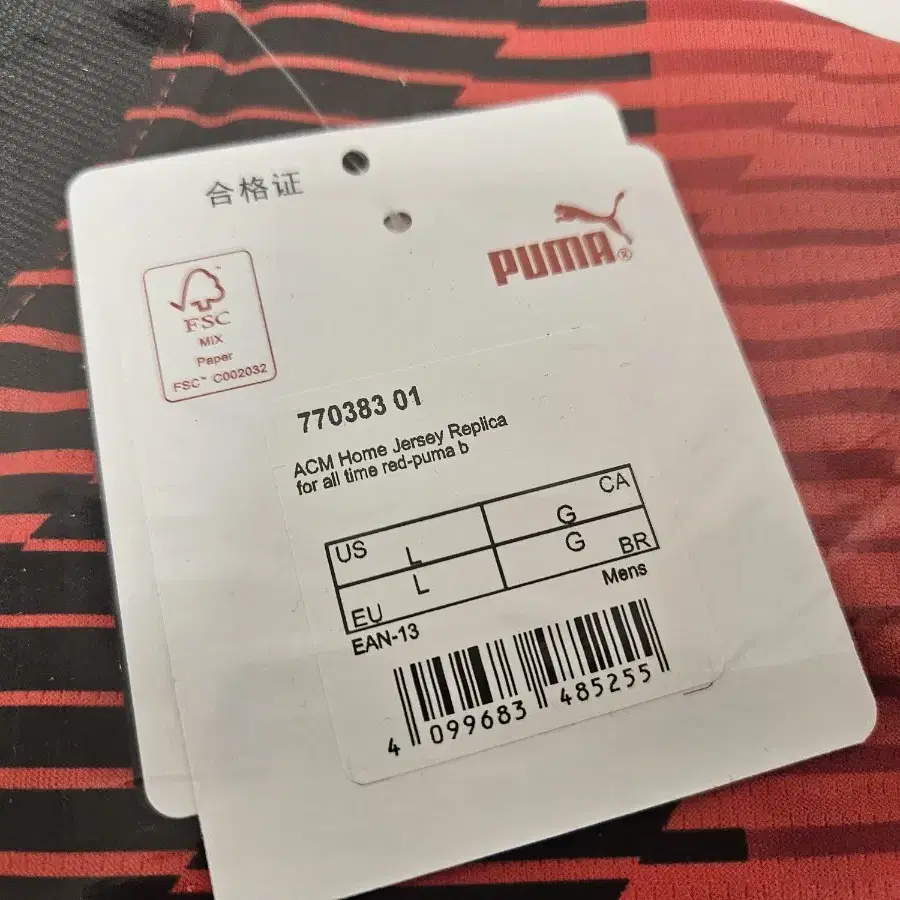 合格证
PUMA®
FSC
MIX
Paper
FSC™ C002032
770383 01
ACM Home Jersey Replica
for all time red-puma b
US L G CA
EU L G BR
Mens
EAN-13
4 099683 485255